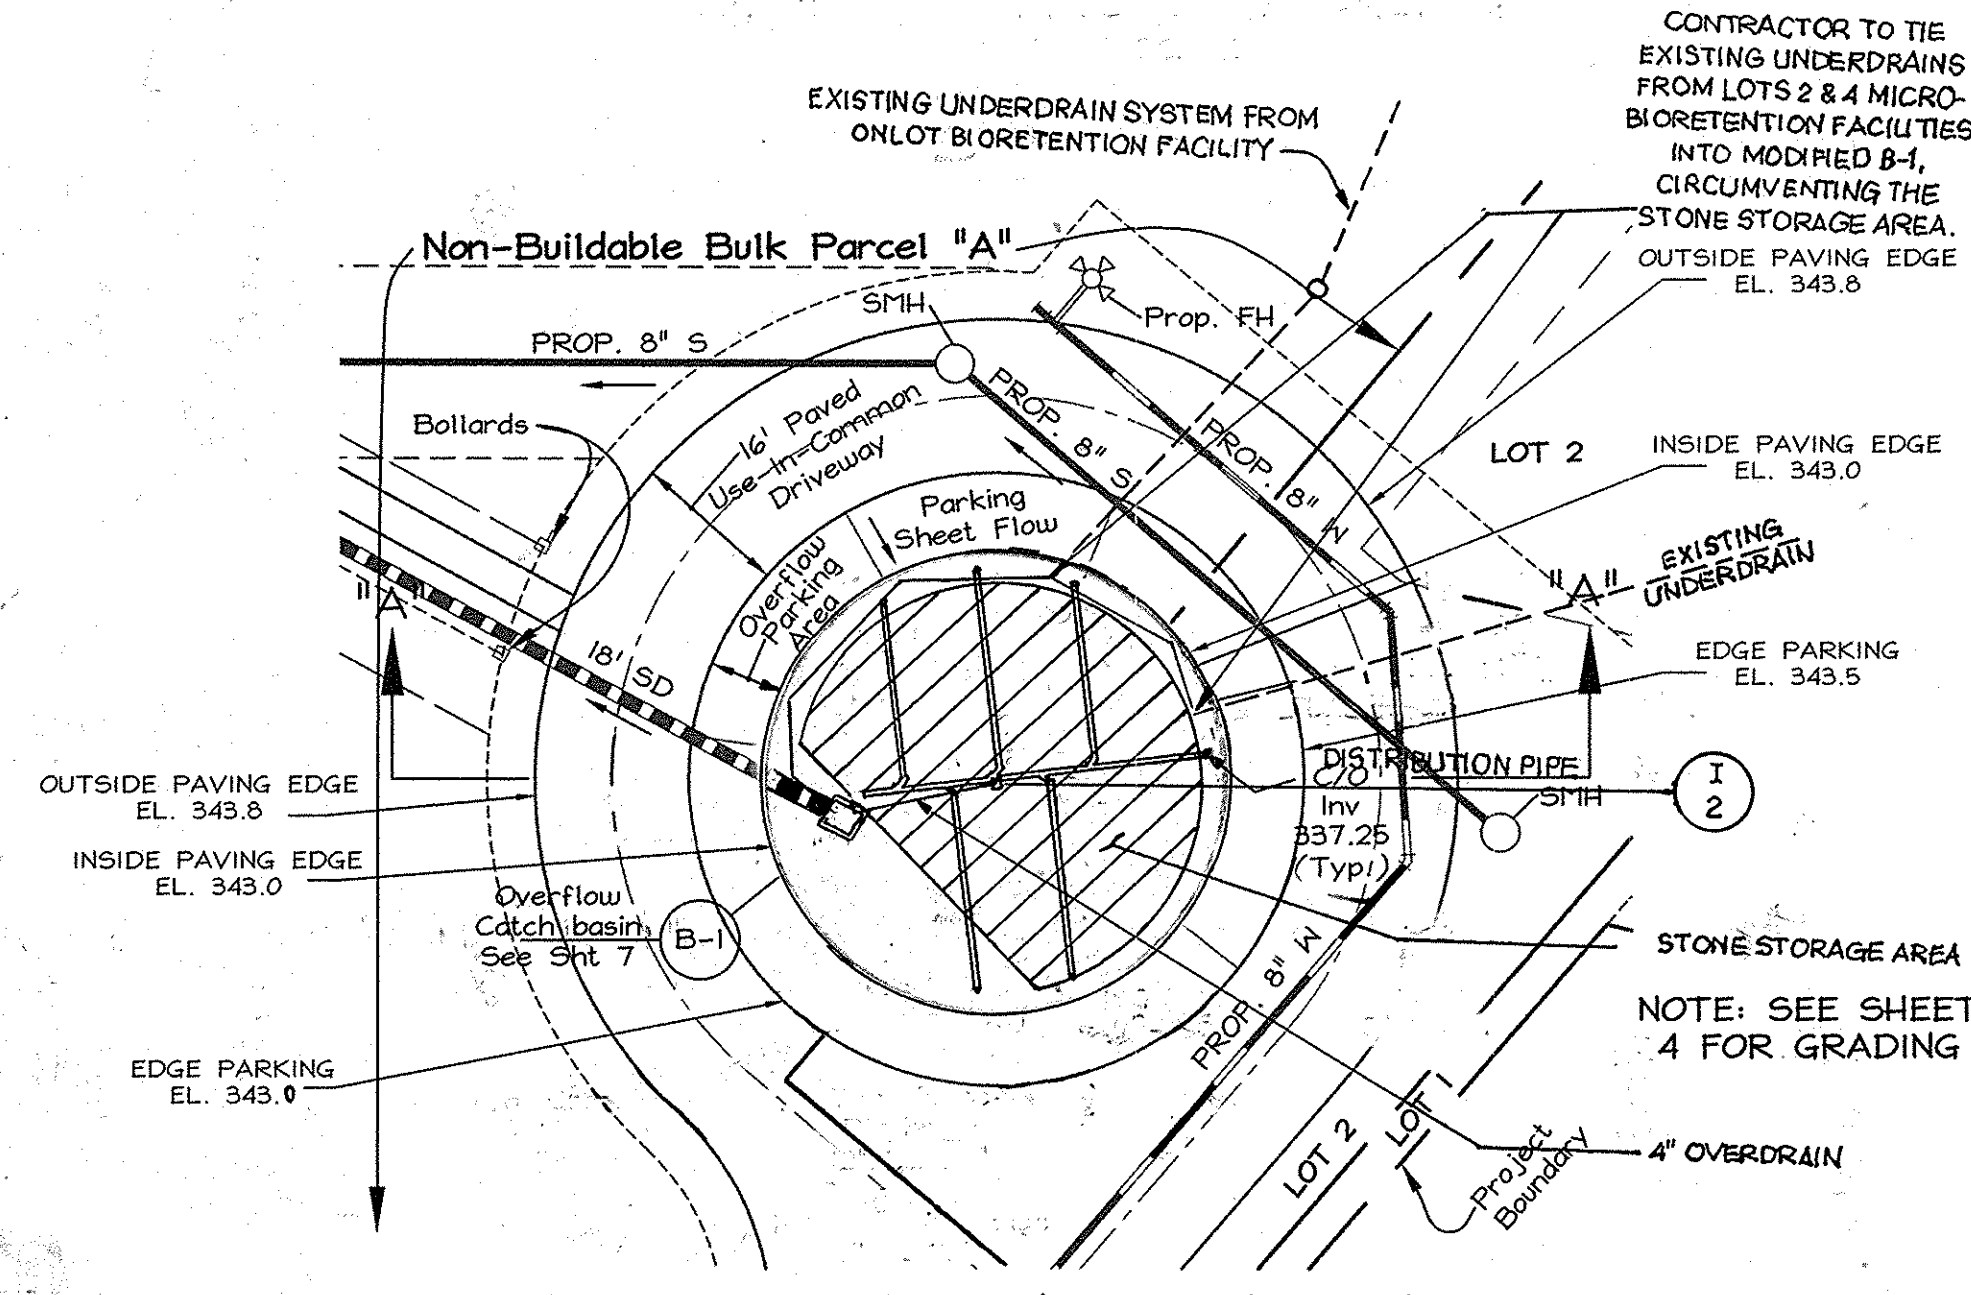 CONTRACTOR TO TIE
EXISTING UNDERDRAINS
FROM LOTS 2 & 4 MICRO-
BIORETENTION FACILITIES
INTO MODIFIED B-1,
CIRCUMVENTING THE
STONE STORAGE AREA.
EXISTING UNDERDRAIN SYSTEM FROM
ONLOT BIORETENTION FACILITY
Non-Buildable Bulk Parcel "A"
OUTSIDE PAVING EDGE
EL. 343.8
SMH
Prop. FH
PROP. 8" S
Bollards
16' Paved
Use-In-Common
Driveway
PROP. 8" S
PROP. 8" W
LOT 2
INSIDE PAVING EDGE
EL. 343.0
Parking
Sheet Flow
Overflow
Parking
Area
EXISTING
UNDERDRAIN
"A"
"A"
18' SD
EDGE PARKING
EL. 343.5
DISTRIBUTION PIPE
C/O
Inv
337.25
(Typ.)
SMH
I
2
OUTSIDE PAVING EDGE
EL. 343.8
INSIDE PAVING EDGE
EL. 343.0
Overflow
Catch basin
See Sht 7
B-1
STONE STORAGE AREA
PROP. 8" W
NOTE: SEE SHEET
4 FOR GRADING
EDGE PARKING
EL. 343.0
LOT 2
LOT
Project
Boundary
4" OVERDRAIN